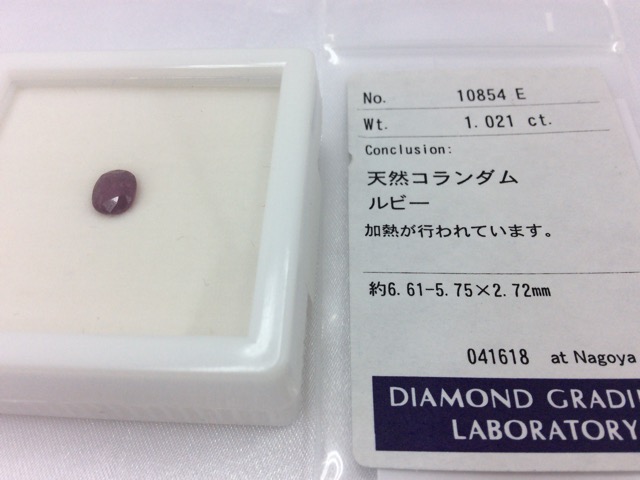 No. 10854 E
Wt. 1.021 ct.
Conclusion:
天然コランダム
ルビー
加熱が行われています。
約6.61-5.75×2.72mm
041618 at Nagoya
DIAMOND
LABORATORY